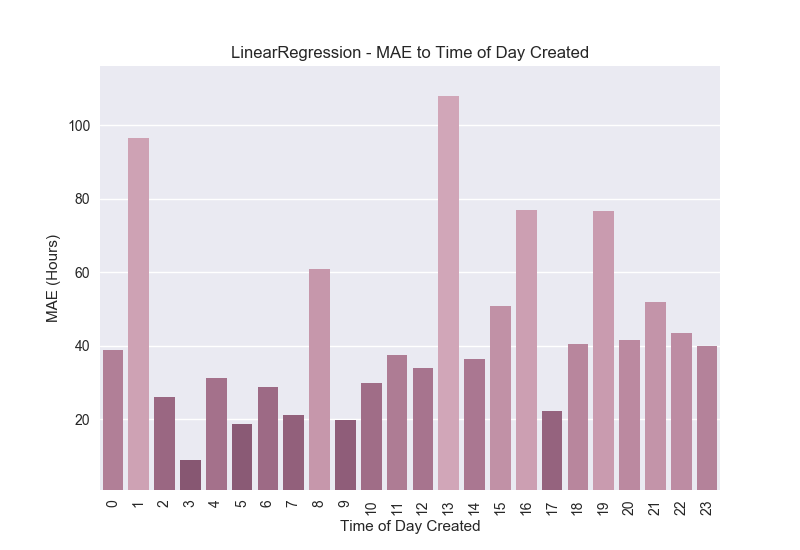 LinearRegression - MAE to Time of Day Created
MAE (Hours)
100
80
60
40
20
0 1 2 3 4 5 6 7 8 9 10 11 12 13 14 15 16 17 18 19 20 21 22 23
Time of Day Created